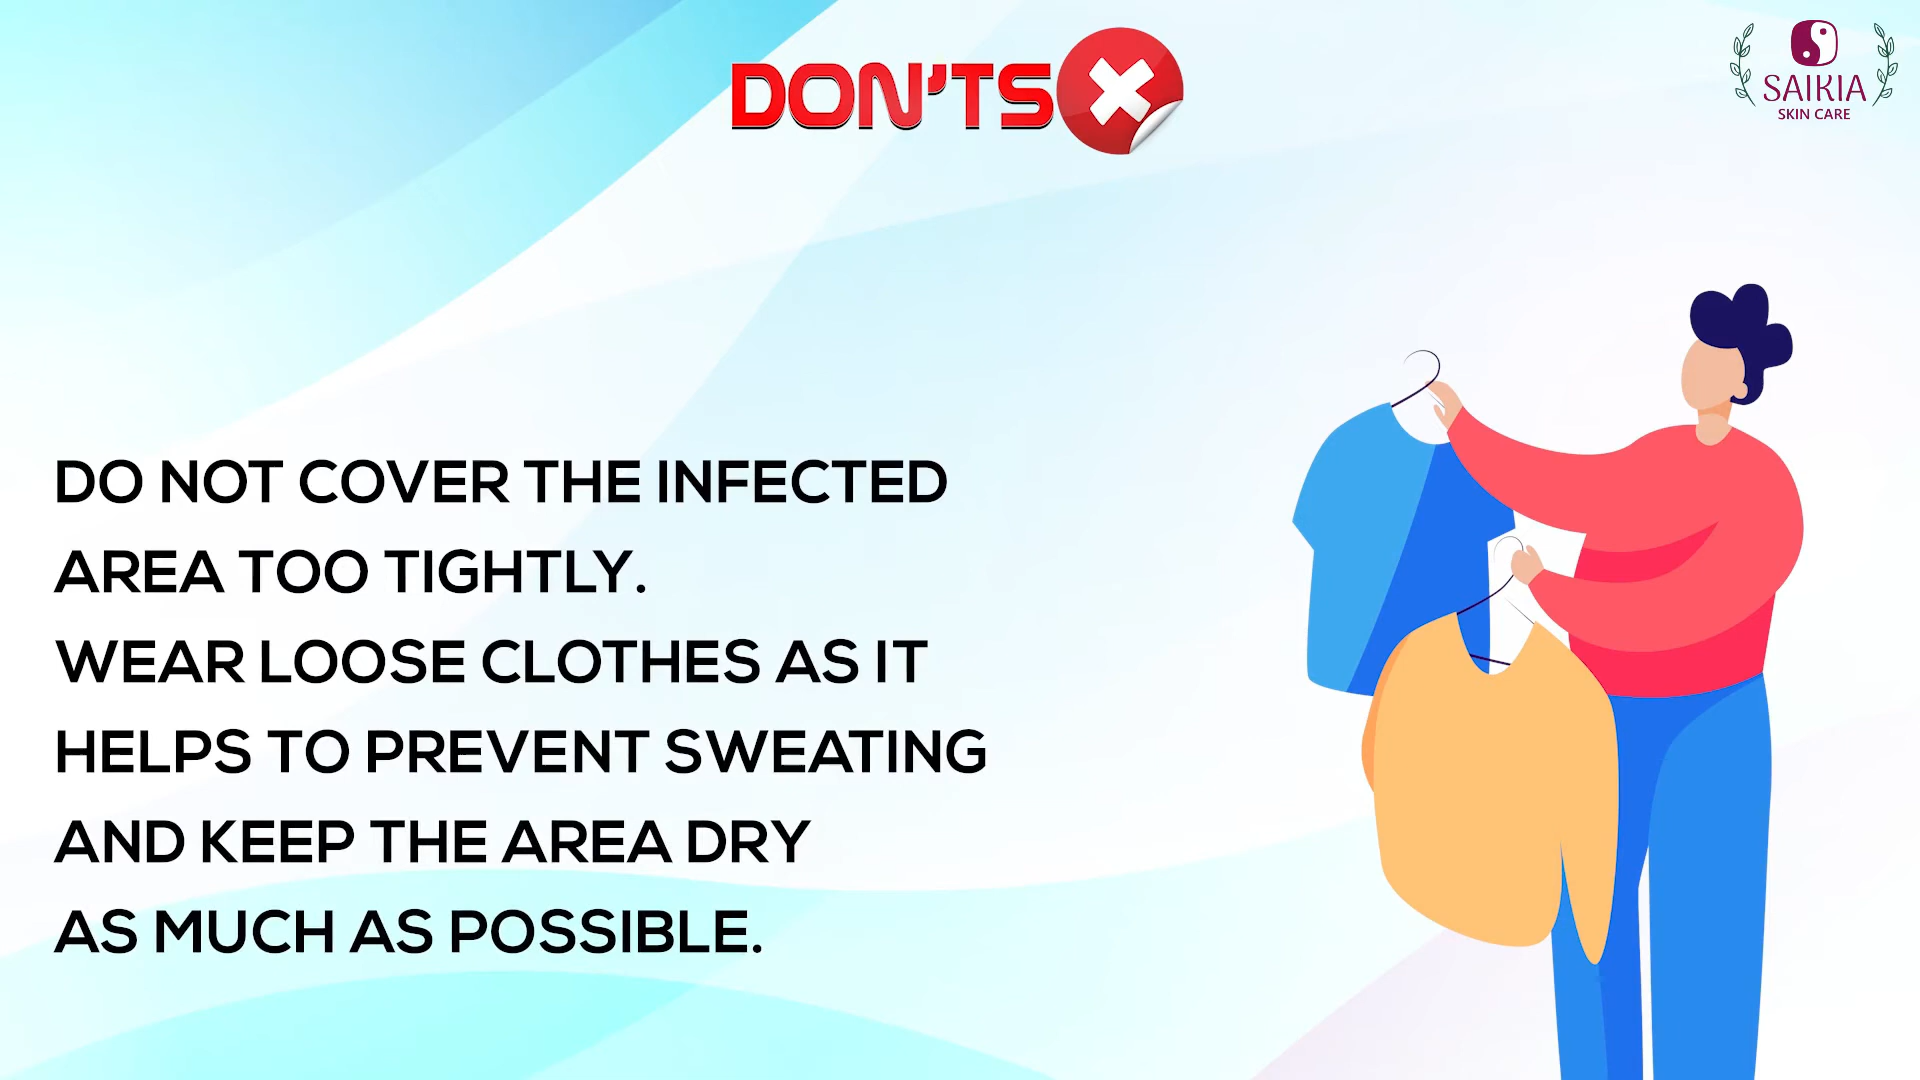 DON'TS
SAIKIA
SKIN CARE
DO NOT COVER THE INFECTED
AREA TOO TIGHTLY.
WEAR LOOSE CLOTHES AS IT
HELPS TO PREVENT SWEATING
AND KEEP THE AREA DRY
AS MUCH AS POSSIBLE.